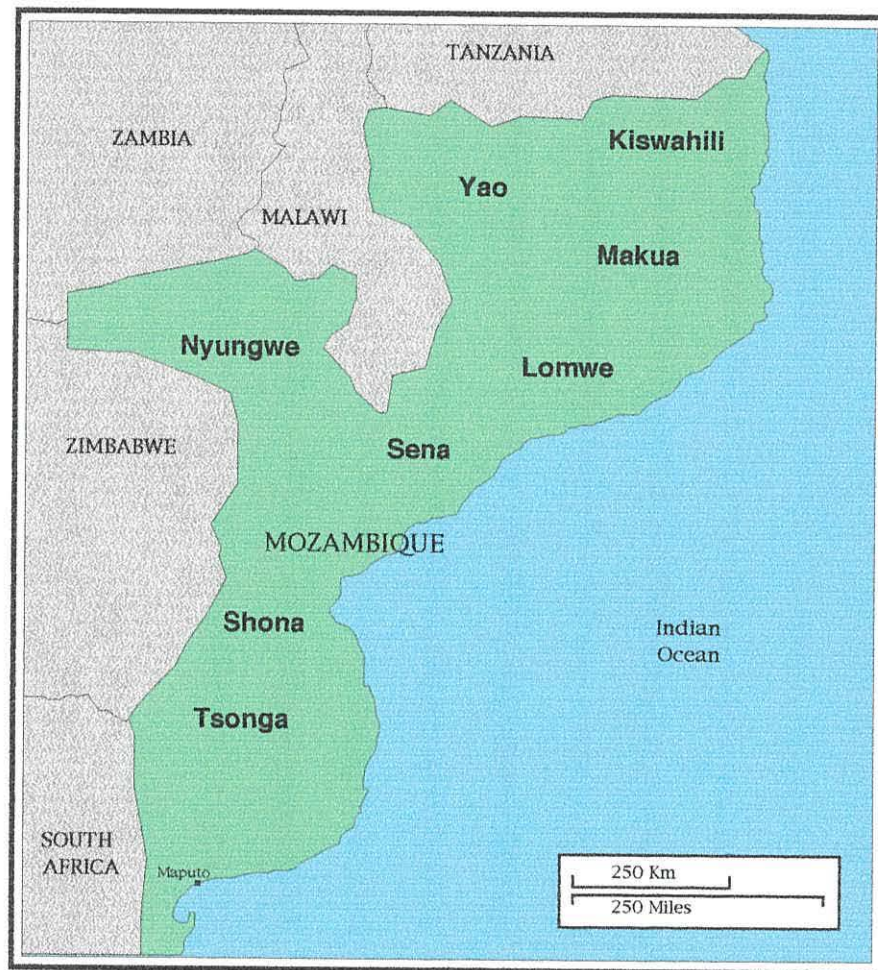 TANZANIA
ZAMBIA
Kiswahili
Yao
MALAWI
Makua
Nyungwe
Lomwe
ZIMBABWE
Sena
MOZAMBIQUE
Shona
Indian
Ocean
Tsonga
SOUTH
AFRICA
Maputo
250 Km
250 Miles